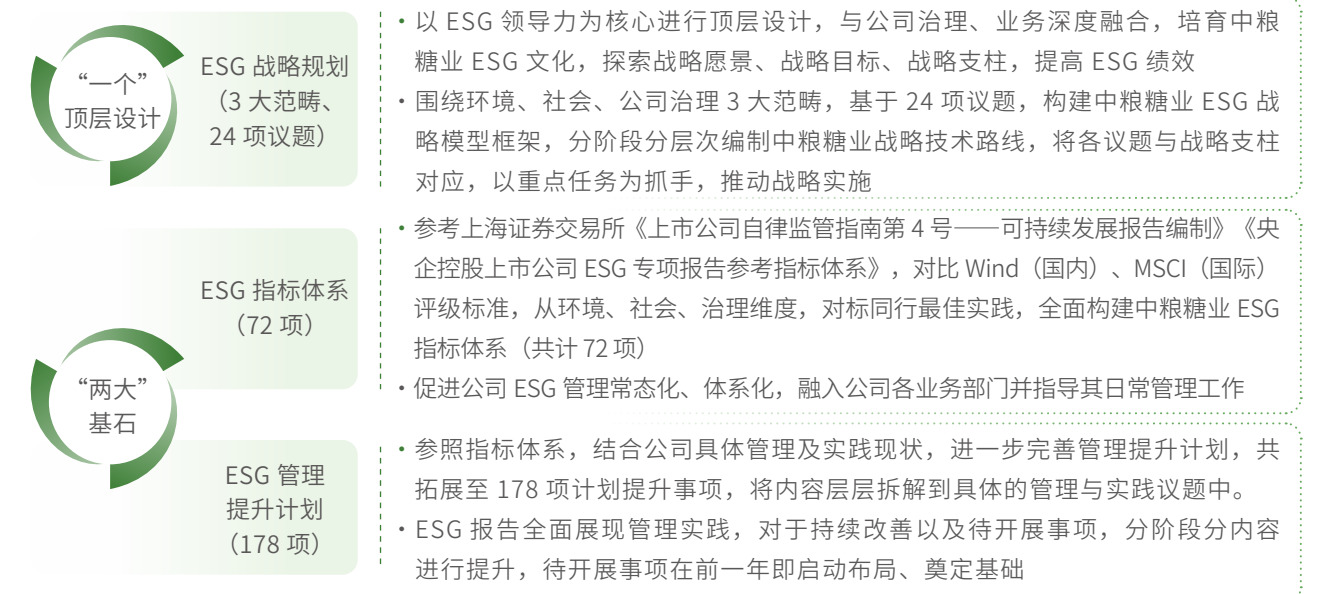 “一个”
顶层设计
ESG 战略规划
（3 大范畴、
24 项议题）
・以 ESG 领导力为核心进行顶层设计，与公司治理、业务深度融合，培育中粮
糖业 ESG 文化，探索战略愿景、战略目标、战略支柱，提高 ESG 绩效
・围绕环境、社会、公司治理 3 大范畴，基于 24 项议题，构建中粮糖业 ESG 战
略模型框架，分阶段分层次编制中粮糖业战略技术路线，将各议题与战略支柱
对应，以重点任务为抓手，推动战略实施
“两大”
基石
ESG 指标体系
（72 项）
・参考上海证券交易所《上市公司自律监管指南第 4 号——可持续发展报告编制》《央
企控股上市公司 ESG 专项报告参考指标体系》，对比 Wind（国内）、MSCI（国际）
评级标准，从环境、社会、治理维度，对标同行最佳实践，全面构建中粮糖业 ESG
指标体系（共计 72 项）
・促进公司 ESG 管理常态化、体系化，融入公司各业务部门并指导其日常管理工作
ESG 管理
提升计划
（178 项）
・参照指标体系，结合公司具体管理及实践现状，进一步完善管理提升计划，共
拓展至 178 项计划提升事项，将内容层层拆解到具体的管理与实践议题中。
・ESG 报告全面展现管理实践，对于持续改善以及待开展事项，分阶段分内容
进行提升，待开展事项在前一年即启动布局、奠定基础